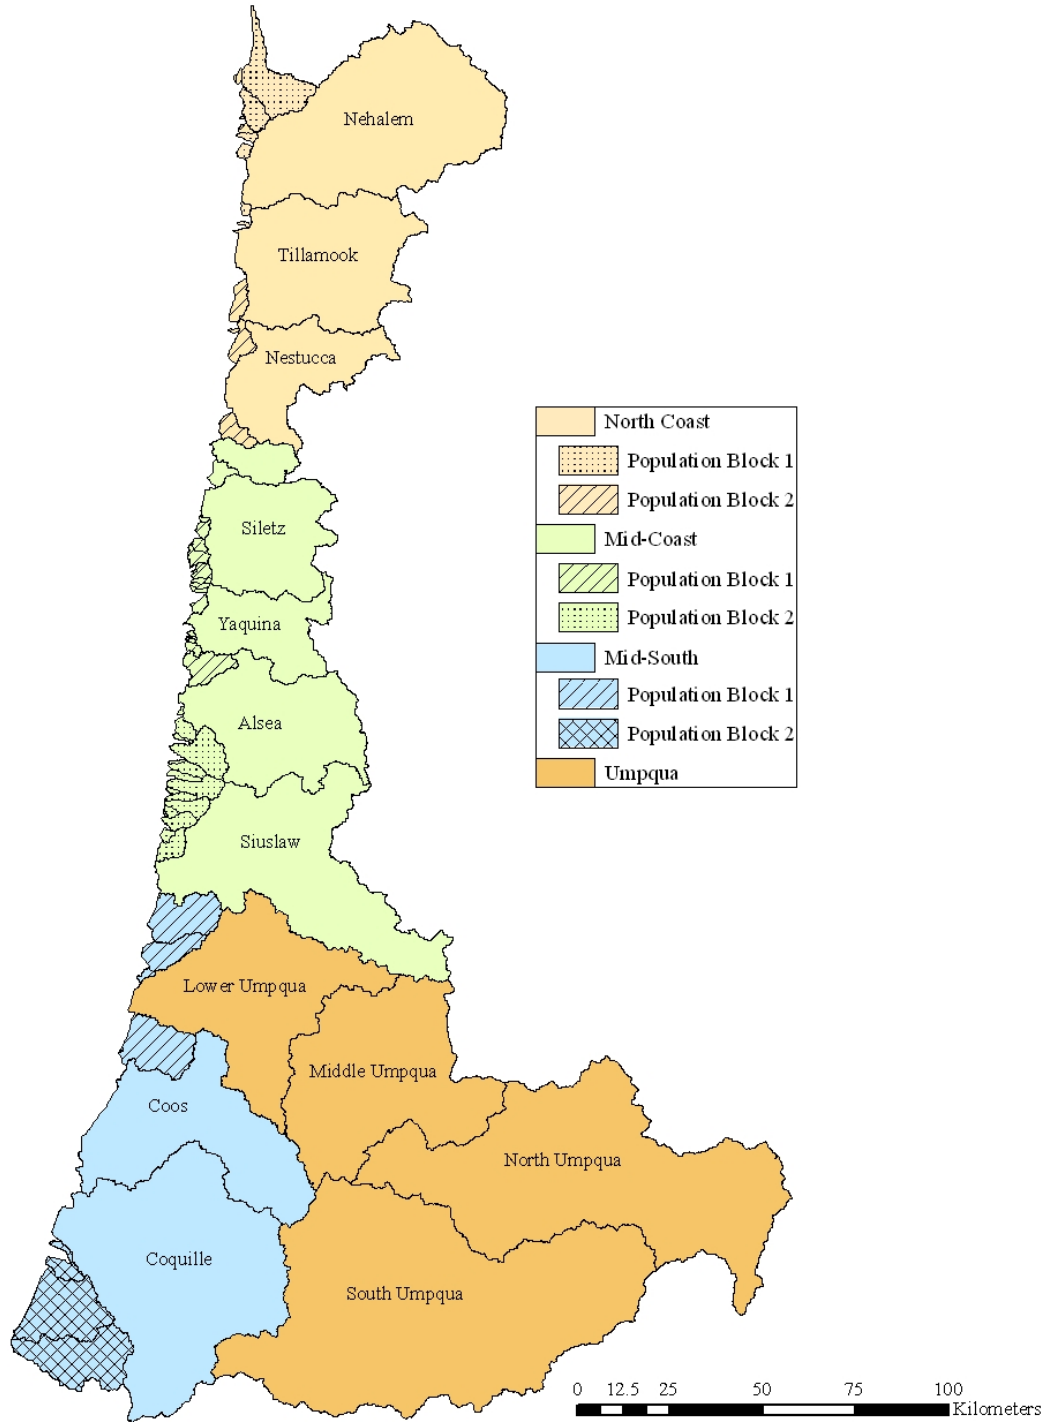 Nehalem
Tillamook
Nestucca
North Coast
Population Block 1
Population Block 2
Siletz
Mid-Coast
Population Block 1
Yaquina
Population Block 2
Mid-South
Population Block 1
Alsea
Population Block 2
Umpqua
Siuslaw
Lower Umpqua
Middle Umpqua
Coos
North Umpqua
Coquille
South Umpqua
0 12.5 25 50 75 100
Kilometers